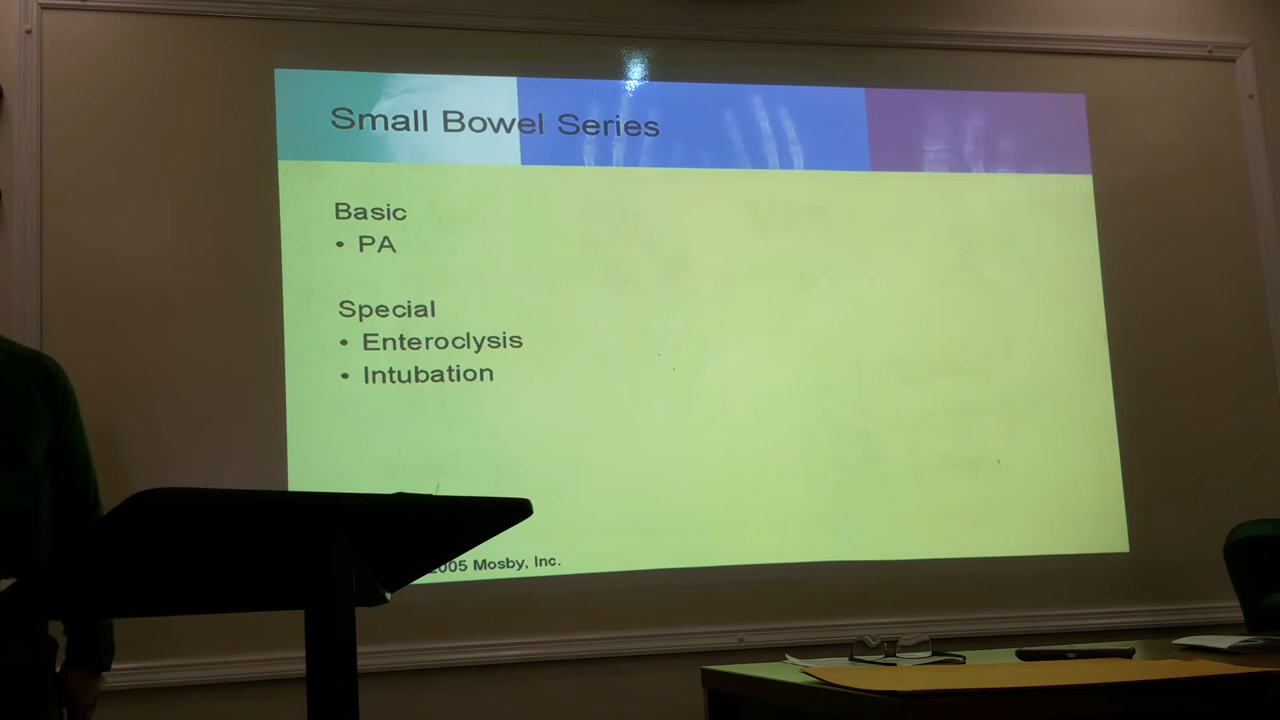 Small Bowel Series
Basic
• PA
Special
• Enteroclysis
• Intubation
2005 Mosby, Inc.